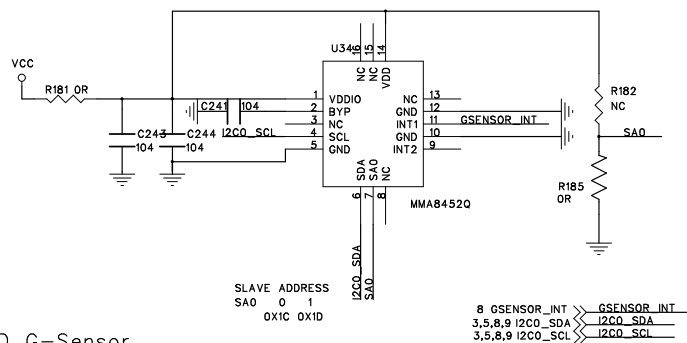 VCC
R181 0R
C243
104
C244
104
C241
104
I2C0_SCL
U34
16
15
14
NC
NC
VDD
1
VDDIO
2
BYP
3
NC
4
SCL
5
GND
NC
13
GND
12
INT1
11
GND
10
INT2
9
SDA
SA0
NC
6
7
8
MMA8452Q
GSENSOR_INT
R182
NC
SA0
R185
0R
I2C0_SDA
SA0
SLAVE ADDRESS
SA0 0 1
0X1C 0X1D
8 GSENSOR_INT GSENSOR_INT
3,5,8,9 I2C0_SDA I2C0_SDA
3,5,8,9 I2C0_SCL I2C0_SCL
G-Sensor